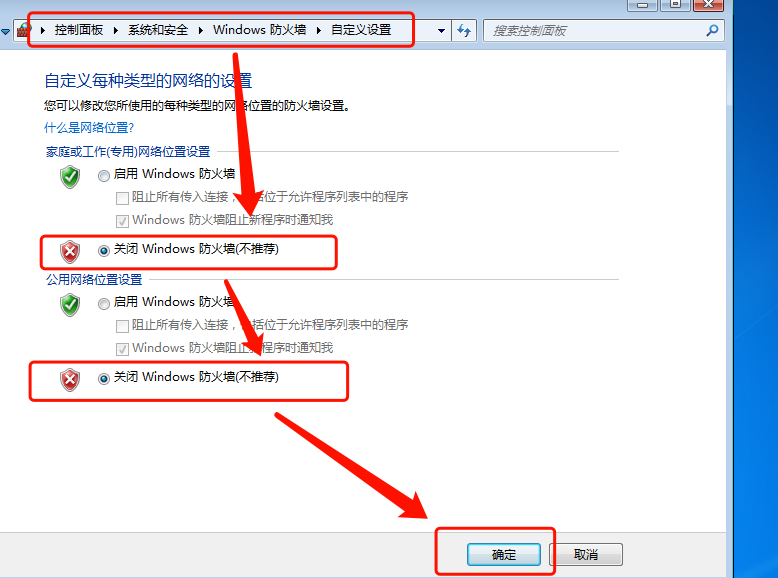 控制面板 ▸ 系统和安全 ▸ Windows 防火墙 ▸ 自定义设置
搜索控制面板
自定义每种类型的网络的设置
您可以修改您所使用的每种类型的网络位置的防火墙设置。
什么是网络位置?
家庭或工作(专用)网络位置设置
启用 Windows 防火墙
阻止所有传入连接，包括位于允许程序列表中的程序
Windows 防火墙阻止新程序时通知我
关闭 Windows 防火墙(不推荐)
公用网络位置设置
启用 Windows 防火墙
阻止所有传入连接，包括位于允许程序列表中的程序
Windows 防火墙阻止新程序时通知我
关闭 Windows 防火墙(不推荐)
确定
取消